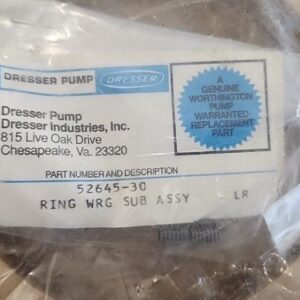 DRESSER PUMP DRESSER
Dresser Pump
Dresser Industries, Inc.
815 Live Oak Drive
Chesapeake, Va. 23320
A
GENUINE
WORTHINGTON
PUMP
WARRANTED
REPLACEMENT
PART
PART NUMBER AND DESCRIPTION
52645-30
RING WRG SUB ASSY LR